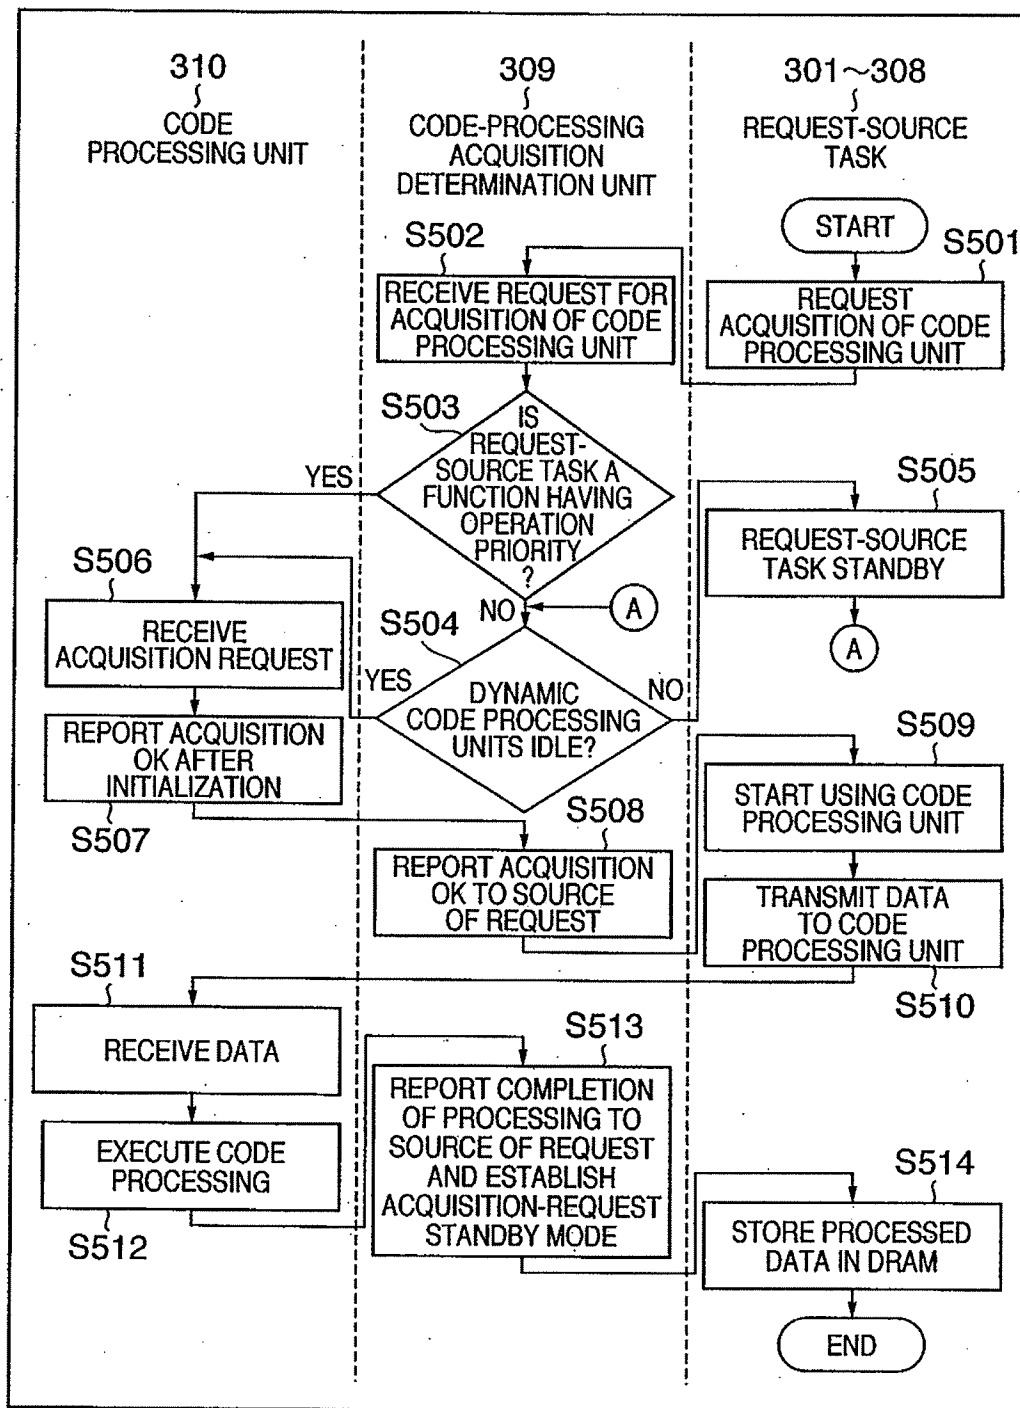 310
CODE
PROCESSING UNIT
309
CODE-PROCESSING
ACQUISITION
DETERMINATION UNIT
301~308
REQUEST-SOURCE
TASK
START
S501
REQUEST
ACQUISITION OF CODE
PROCESSING UNIT
S502
RECEIVE REQUEST FOR
ACQUISITION OF CODE
PROCESSING UNIT
S503
IS
REQUEST-
SOURCE TASK A
FUNCTION HAVING
OPERATION
PRIORITY
?
YES
NO
A
S504
DYNAMIC
CODE PROCESSING
UNITS IDLE?
YES
NO
S505
REQUEST-SOURCE
TASK STANDBY
A
S506
RECEIVE
ACQUISITION REQUEST
REPORT ACQUISITION
OK AFTER
INITIALIZATION
S507
S508
REPORT ACQUISITION
OK TO SOURCE
OF REQUEST
S509
START USING CODE
PROCESSING UNIT
TRANSMIT DATA
TO CODE
PROCESSING UNIT
S510
S511
RECEIVE DATA
EXECUTE CODE
PROCESSING
S512
S513
REPORT COMPLETION
OF PROCESSING TO
SOURCE OF REQUEST
AND ESTABLISH
ACQUISITION-REQUEST
STANDBY MODE
S514
STORE PROCESSED
DATA IN DRAM
END